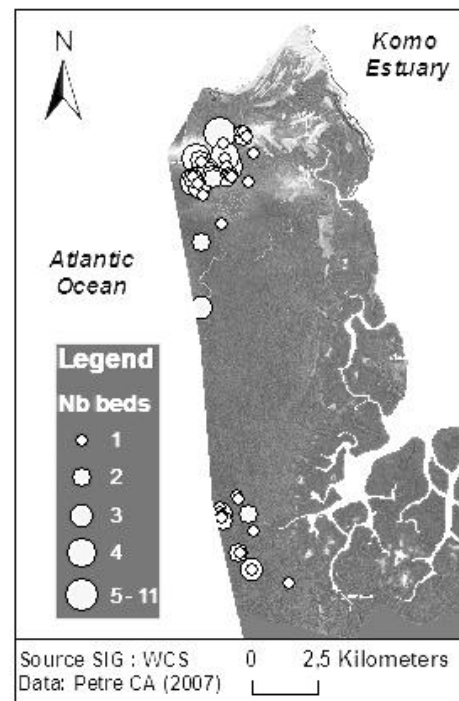 N
Komo
Estuary
Atlantic
Ocean
Legend
Nb beds
1
2
3
4
5 - 11
Source SIG : WCS
0 2.5 Kilometers
Data: Petre CA (2007)